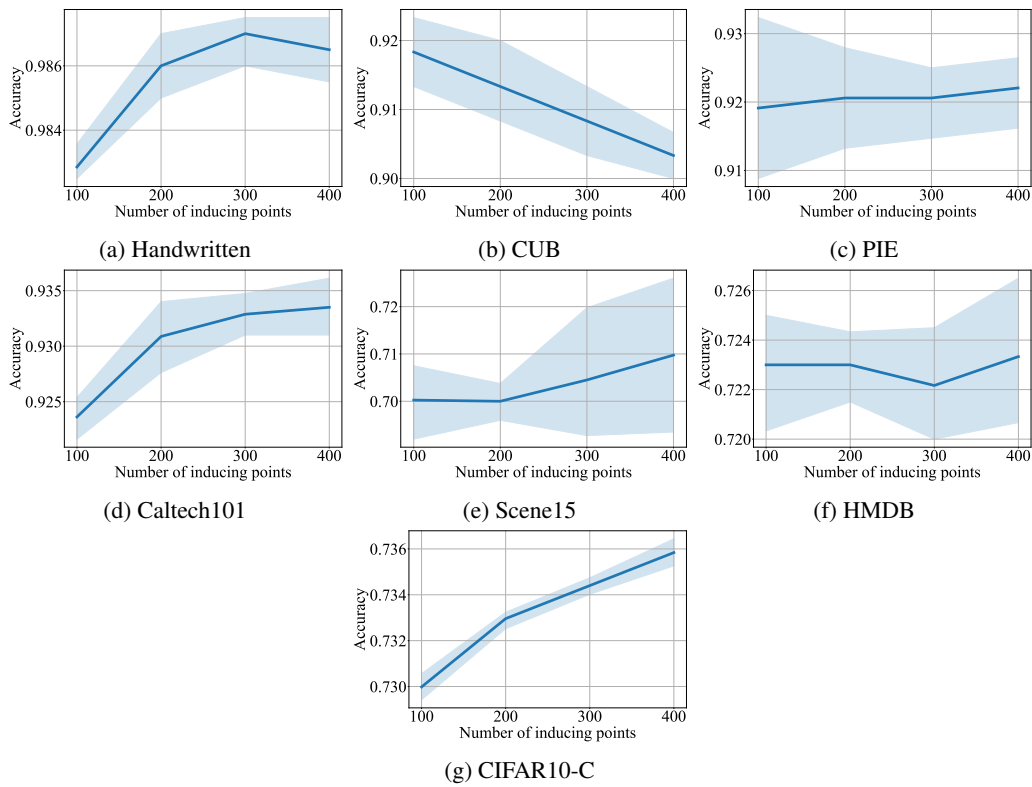 Accuracy
0.986
0.984
100 200 300 400
Number of inducing points
(a) Handwritten
Accuracy
0.92
0.91
0.90
100 200 300 400
Number of inducing points
(b) CUB
Accuracy
0.93
0.92
0.91
100 200 300 400
Number of inducing points
(c) PIE
Accuracy
0.935
0.930
0.925
100 200 300 400
Number of inducing points
(d) Caltech101
Accuracy
0.72
0.71
0.70
100 200 300 400
Number of inducing points
(e) Scene15
Accuracy
0.726
0.724
0.722
0.720
100 200 300 400
Number of inducing points
(f) HMDB
Accuracy
0.736
0.734
0.732
0.730
100 200 300 400
Number of inducing points
(g) CIFAR10-C